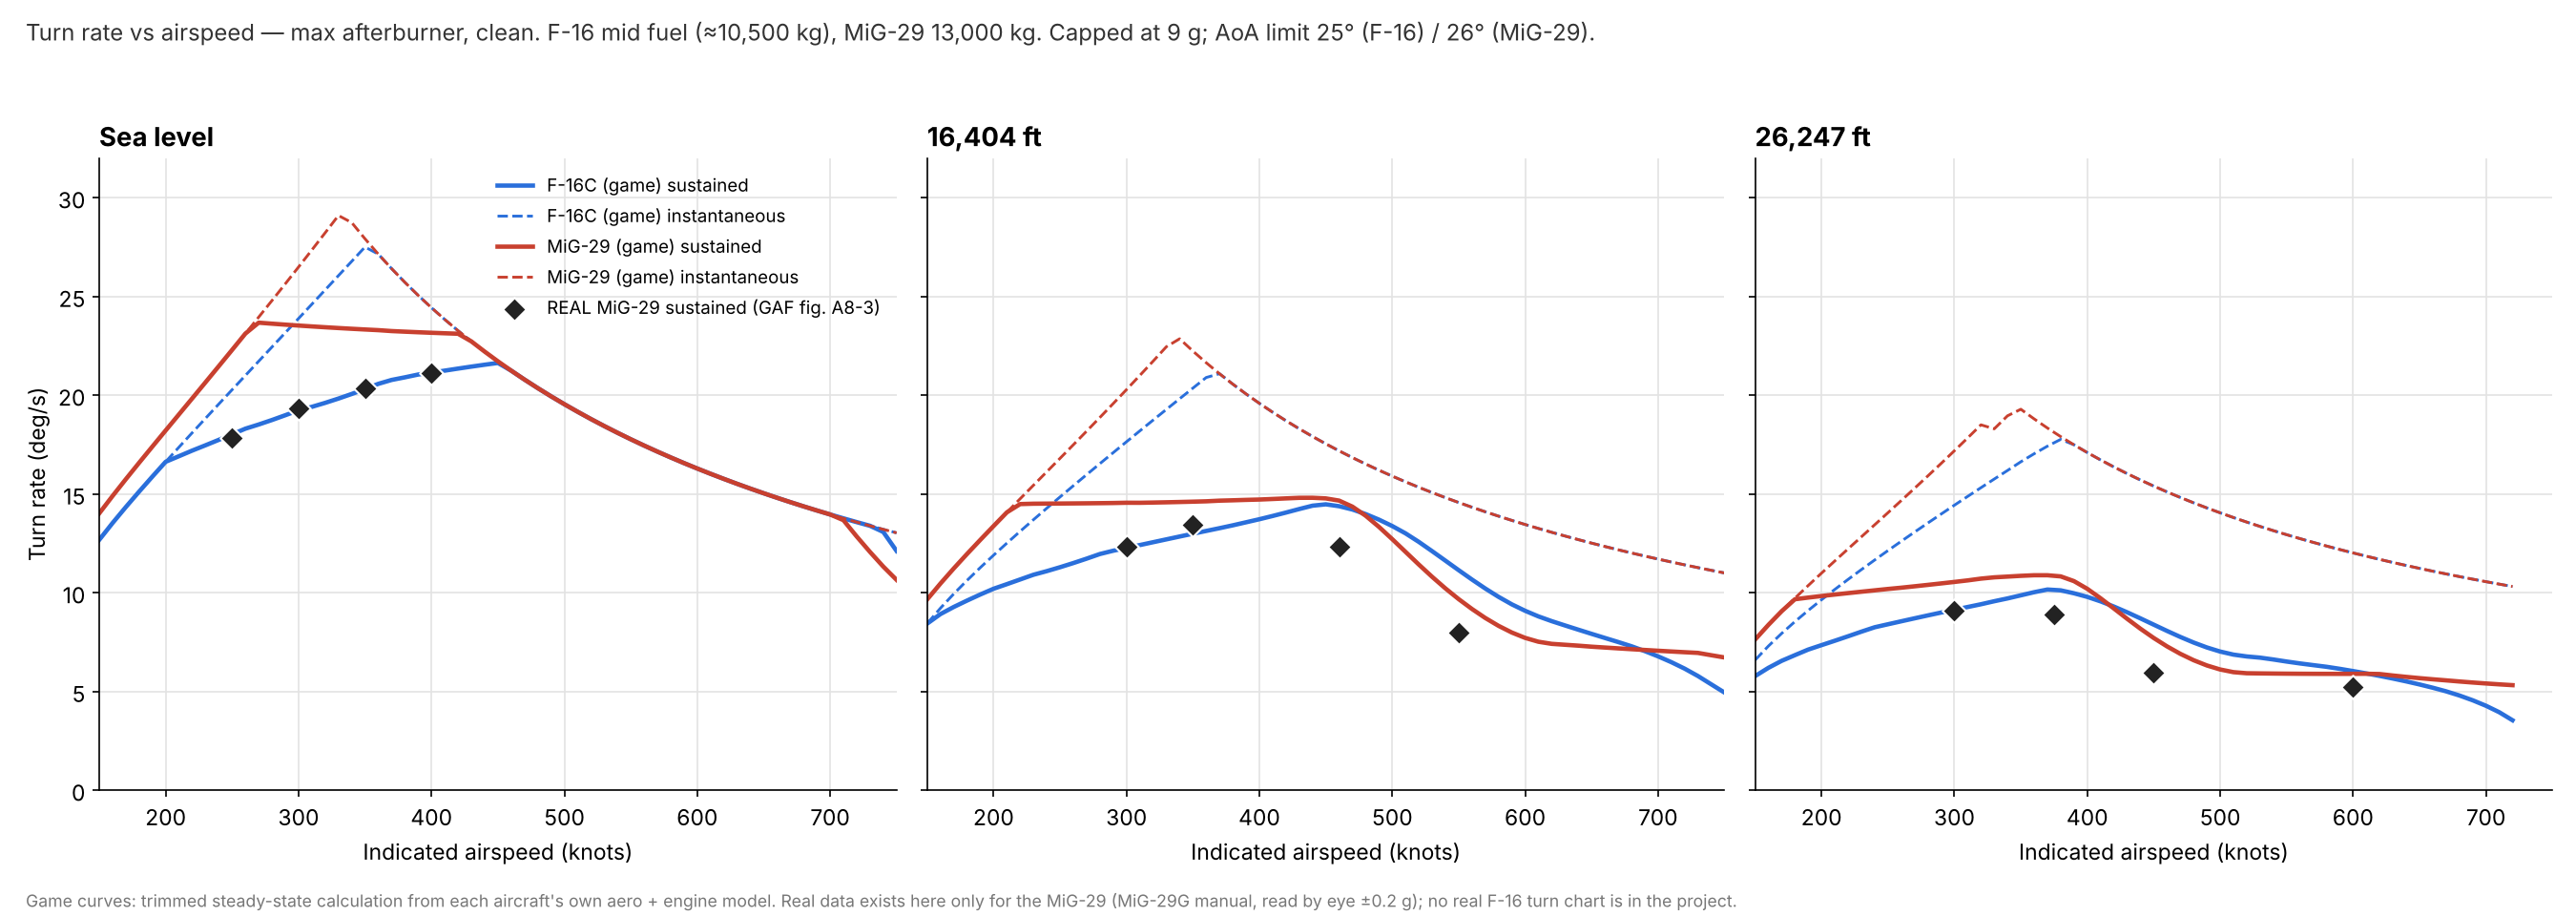 Turn rate vs airspeed — max afterburner, clean. F-16 mid fuel (≈10,500 kg), MiG-29 13,000 kg. Capped at 9 g; AoA limit 25° (F-16) / 26° (MiG-29).
Sea level
16,404 ft
26,247 ft
F-16C (game) sustained
F-16C (game) instantaneous
MiG-29 (game) sustained
MiG-29 (game) instantaneous
REAL MiG-29 sustained (GAF fig. A8-3)
Turn rate (deg/s)
30
25
20
15
10
5
0
200 300 400 500 600 700
200 300 400 500 600 700
200 300 400 500 600 700
Indicated airspeed (knots)
Indicated airspeed (knots)
Indicated airspeed (knots)
Game curves: trimmed steady-state calculation from each aircraft's own aero + engine model. Real data exists here only for the MiG-29 (MiG-29G manual, read by eye ±0.2 g); no real F-16 turn chart is in the project.